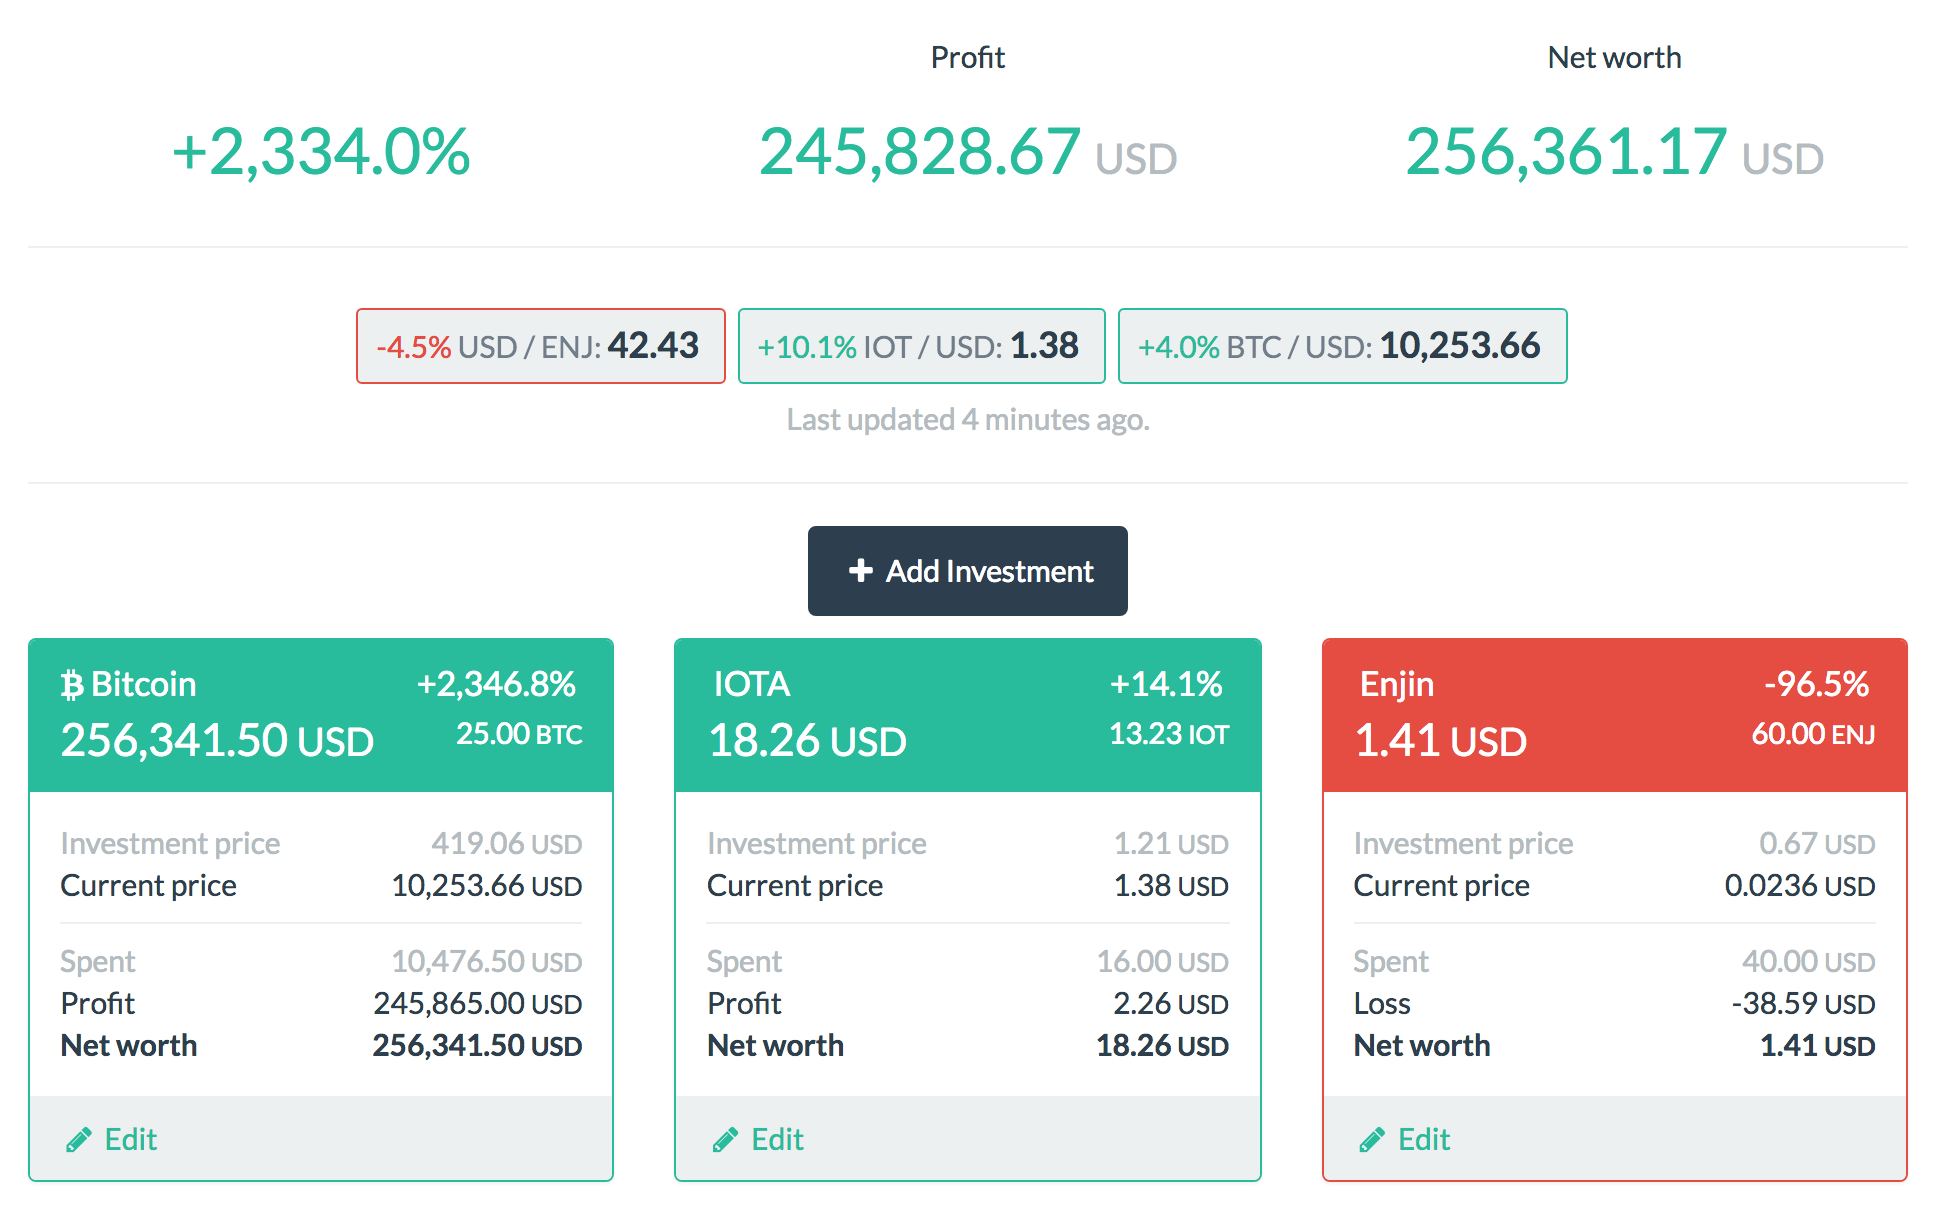 Profit
Net worth
+2,334.0%
245,828.67 USD
256,361.17 USD
-4.5% USD / ENJ: 42.43
+10.1% IOT / USD: 1.38
+4.0% BTC / USD: 10,253.66
Last updated 4 minutes ago.
Add Investment
Bitcoin +2,346.8%
256,341.50 USD 25.00 BTC
Investment price 419.06 USD
Current price 10,253.66 USD
Spent 10,476.50 USD
Profit 245,865.00 USD
Net worth 256,341.50 USD
Edit
IOTA +14.1%
18.26 USD 13.23 IOT
Investment price 1.21 USD
Current price 1.38 USD
Spent 16.00 USD
Profit 2.26 USD
Net worth 18.26 USD
Edit
Enjin -96.5%
1.41 USD 60.00 ENJ
Investment price 0.67 USD
Current price 0.0236 USD
Spent 40.00 USD
Loss -38.59 USD
Net worth 1.41 USD
Edit